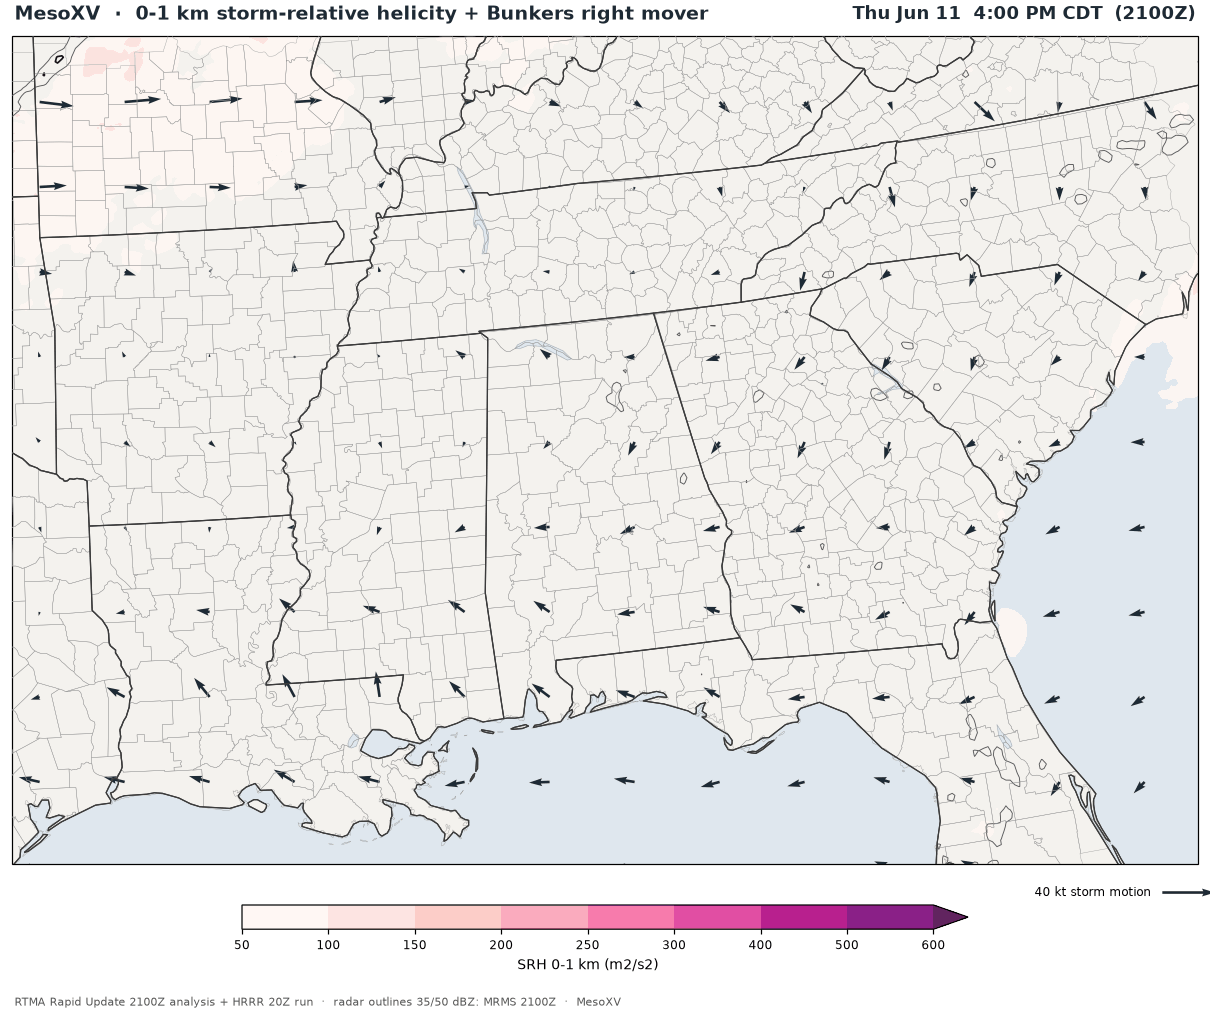 MesoXV · 0-1 km storm-relative helicity + Bunkers right mover
Thu Jun 11 4:00 PM CDT (2100Z)
40 kt storm motion
50 100 150 200 250 300 400 500 600
SRH 0-1 km (m2/s2)
RTMA Rapid Update 2100Z analysis + HRRR 20Z run · radar outlines 35/50 dBZ: MRMS 2100Z · MesoXV